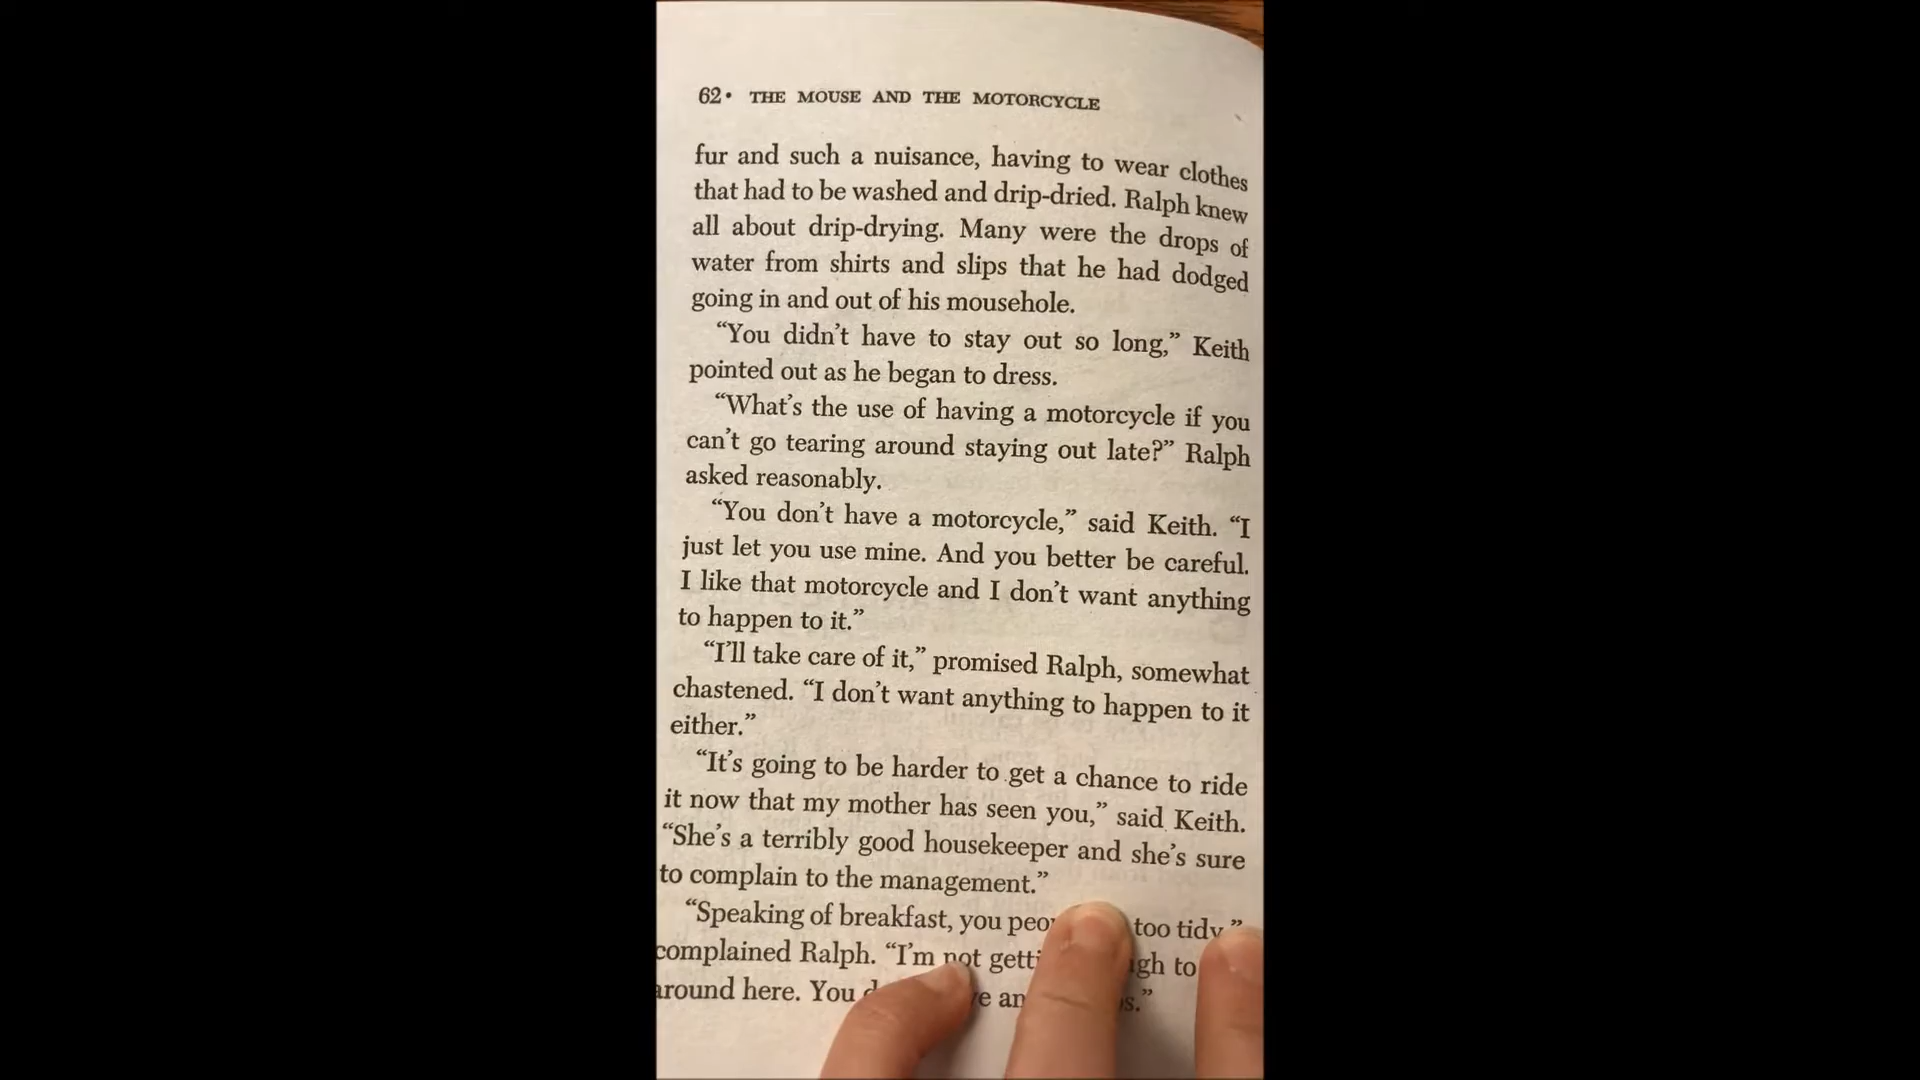 62• THE MOUSE AND THE MOTORCYCLE
fur and such a nuisance, having to wear clothes
that had to be washed and drip-dried. Ralph knew
all about drip-drying. Many were the drops of
water from shirts and slips that he had dodged
going in and out of his mousehole.
“You didn’t have to stay out so long,” Keith
pointed out as he began to dress.
“What’s the use of having a motorcycle if you
can’t go tearing around staying out late?” Ralph
asked reasonably.
“You don’t have a motorcycle,” said Keith. “I
just let you use mine. And you better be careful.
I like that motorcycle and I don’t want anything
to happen to it.”
“I’ll take care of it,” promised Ralph, somewhat
chastened. “I don’t want anything to happen to it
either.”
“It’s going to be harder to get a chance to ride
it now that my mother has seen you,” said Keith.
“She’s a terribly good housekeeper and she’s sure
to complain to the management.”
“Speaking of breakfast, you too tidy,”
complained Ralph. “I’m not to
around here. You